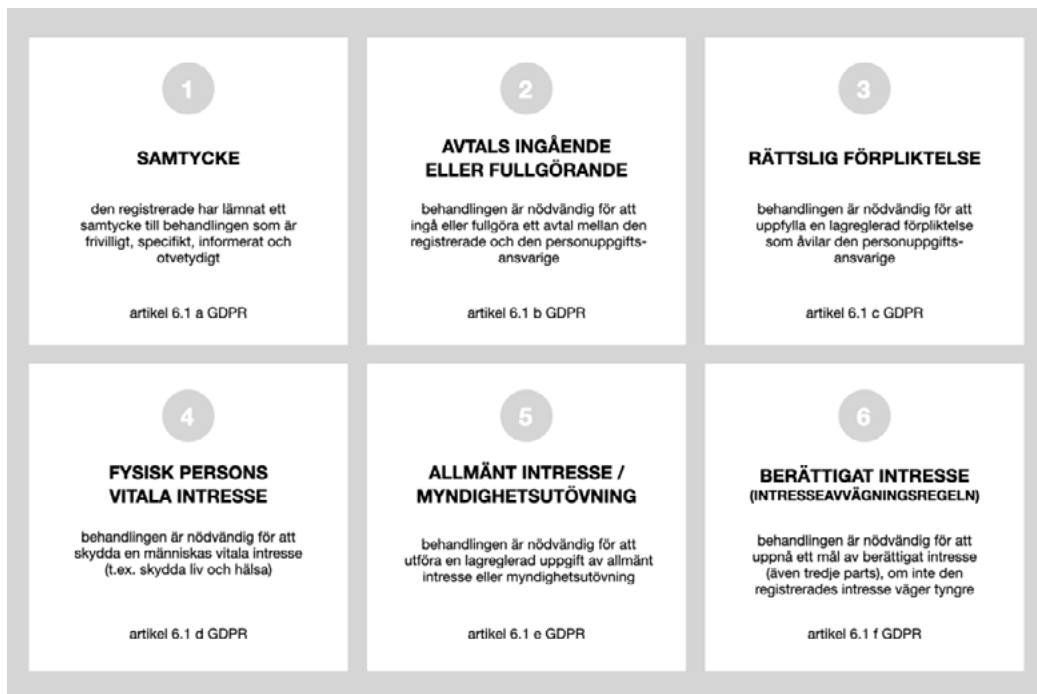 1
SAMTYCKE
den registrerade har lämnat ett
samtycke till behandlingen som är
frivilligt, specifikt, informerat och
otvetydigt
artikel 6.1 a GDPR
2
AVTALS INGÅENDE
ELLER FULLGÖRANDE
behandlingen är nödvändig för att
ingå eller fullgöra ett avtal mellan den
registrerade och den personuppgifts-
ansvarige
artikel 6.1 b GDPR
3
RÄTTSLIG FÖRPLIKTELSE
behandlingen är nödvändig för att
uppfylla en lagreglerad förpliktelse
som åvilar den personuppgifts-
ansvarige
artikel 6.1 c GDPR
4
FYSISK PERSONS
VITALA INTRESSE
behandlingen är nödvändig för att
skydda en människas vitala intresse
(t.ex. skydda liv och hälsa)
artikel 6.1 d GDPR
5
ALLMÄNT INTRESSE /
MYNDIGHETSUTÖVNING
behandlingen är nödvändig för att
utföra en lagreglerad uppgift av allmänt
intresse eller myndighetsutövning
artikel 6.1 e GDPR
6
BERÄTTIGAT INTRESSE
(INTRESSEAVVÄGNINGSREGELN)
behandlingen är nödvändig för att
uppnå ett mål av berättigat intresse
(även tredje parts), om inte den
registrerades intresse väger tyngre
artikel 6.1 f GDPR